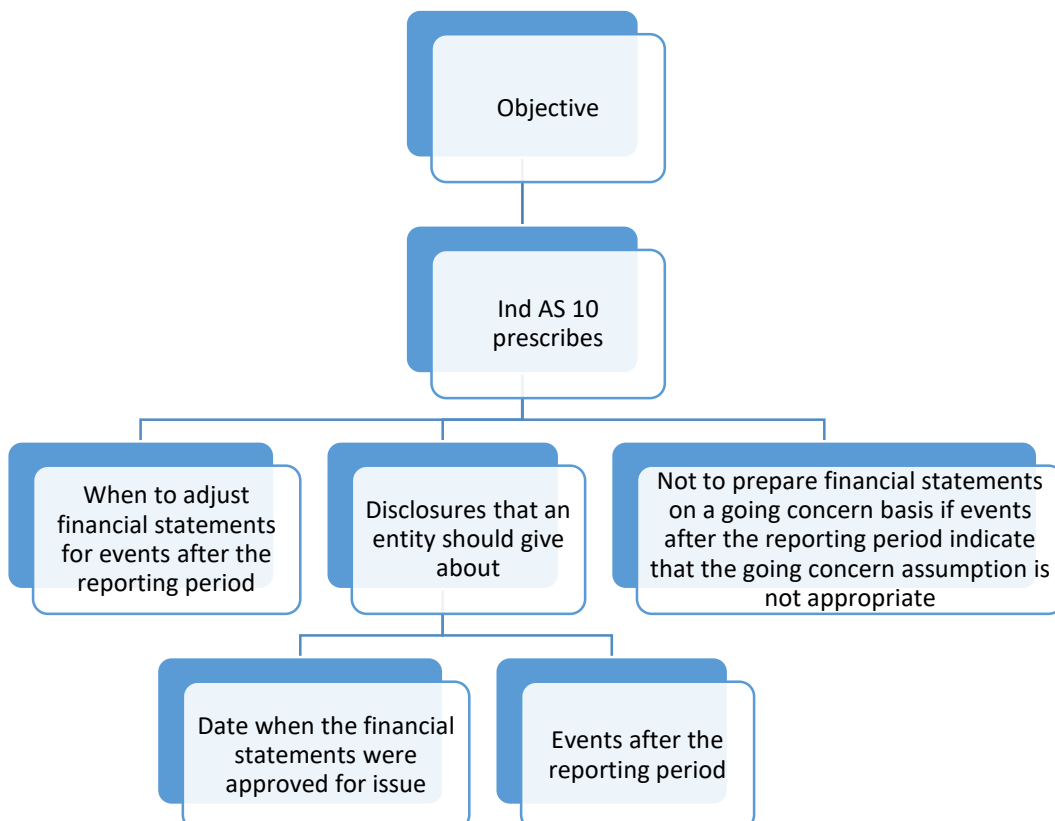 Objective
Ind AS 10
prescribes
When to adjust
financial statements
for events after the
reporting period
Disclosures that an
entity should give
about
Not to prepare financial statements
on a going concern basis if events
after the reporting period indicate
that the going concern assumption is
not appropriate
Date when the financial
statements were
approved for issue
Events after the
reporting period